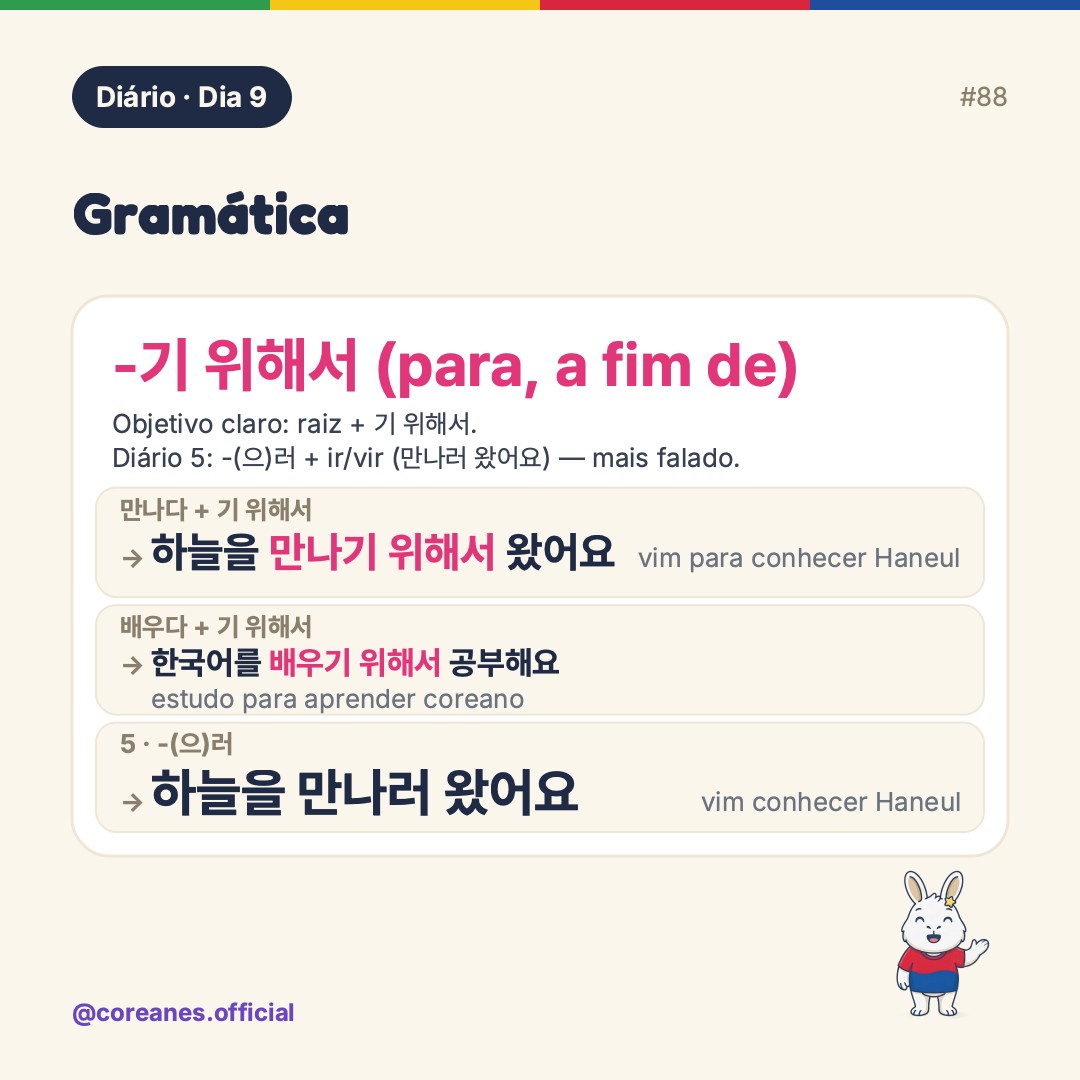 Diário · Dia 9
#88
Gramática
-기 위해서 (para, a fim de)
Objetivo claro: raiz + 기 위해서.
Diário 5: -(으)러 + ir/vir (만나러 왔어요) — mais falado.
만나다 + 기 위해서
→ 하늘을 만나기 위해서 왔어요 vim para conhecer Haneul
배우다 + 기 위해서
→ 한국어를 배우기 위해서 공부해요
estudo para aprender coreano
5 · -(으)러
→ 하늘을 만나러 왔어요 vim conhecer Haneul
@coreanes.official